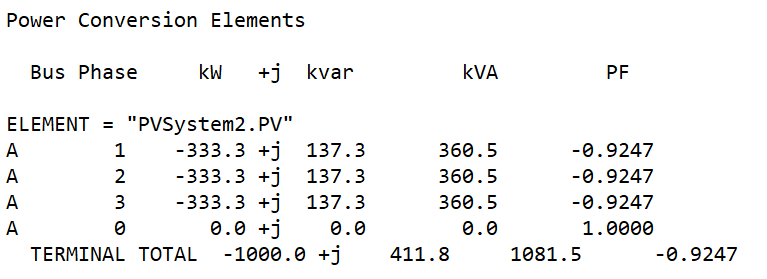 Power Conversion Elements
Bus Phase kW +j kvar kVA PF
ELEMENT = "PVSystem2.PV"
A 1 -333.3 +j 137.3 360.5 -0.9247
A 2 -333.3 +j 137.3 360.5 -0.9247
A 3 -333.3 +j 137.3 360.5 -0.9247
A 0 0.0 +j 0.0 0.0 1.0000
TERMINAL TOTAL -1000.0 +j 411.8 1081.5 -0.9247